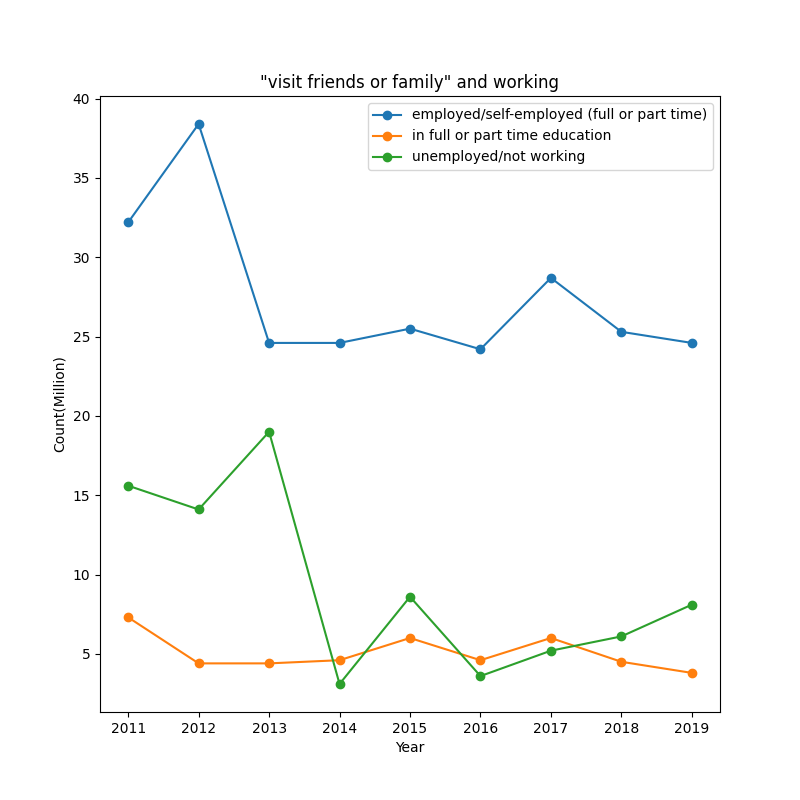 "visit friends or family" and working
employed/self-employed (full or part time)
in full or part time education
unemployed/not working
Count(Million)
40
35
30
25
20
15
10
5
2011 2012 2013 2014 2015 2016 2017 2018 2019
Year